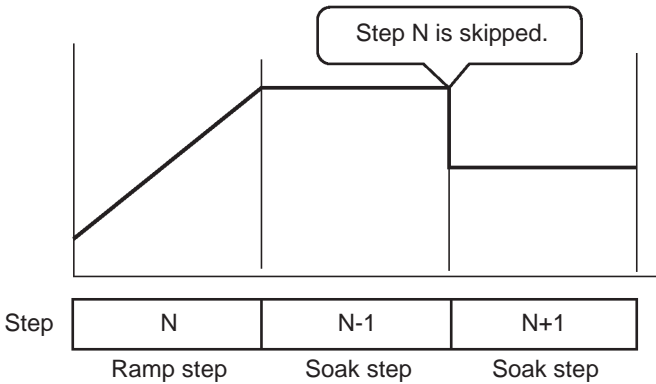 Step N is skipped.
Step N N-1 N+1
Ramp step Soak step Soak step